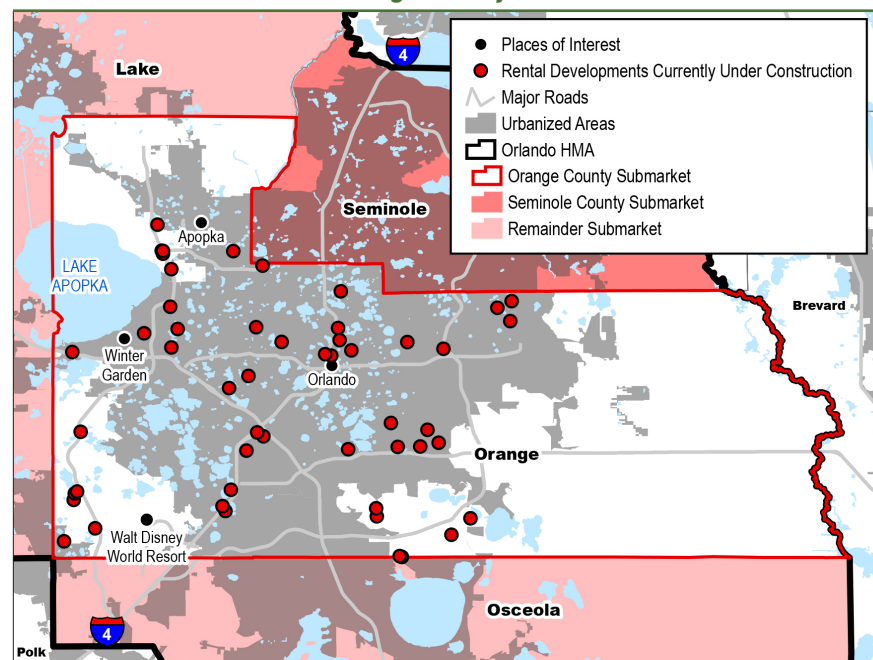 4
Places of Interest
Rental Developments Currently Under Construction
Major Roads
Urbanized Areas
Orlando HMA
Orange County Submarket
Seminole County Submarket
Remainder Submarket
Lake
Seminole
Apopka
LAKE
APOPKA
Brevard
Winter
Garden
Orlando
Orange
Walt Disney
World Resort
Osceola
4
Polk